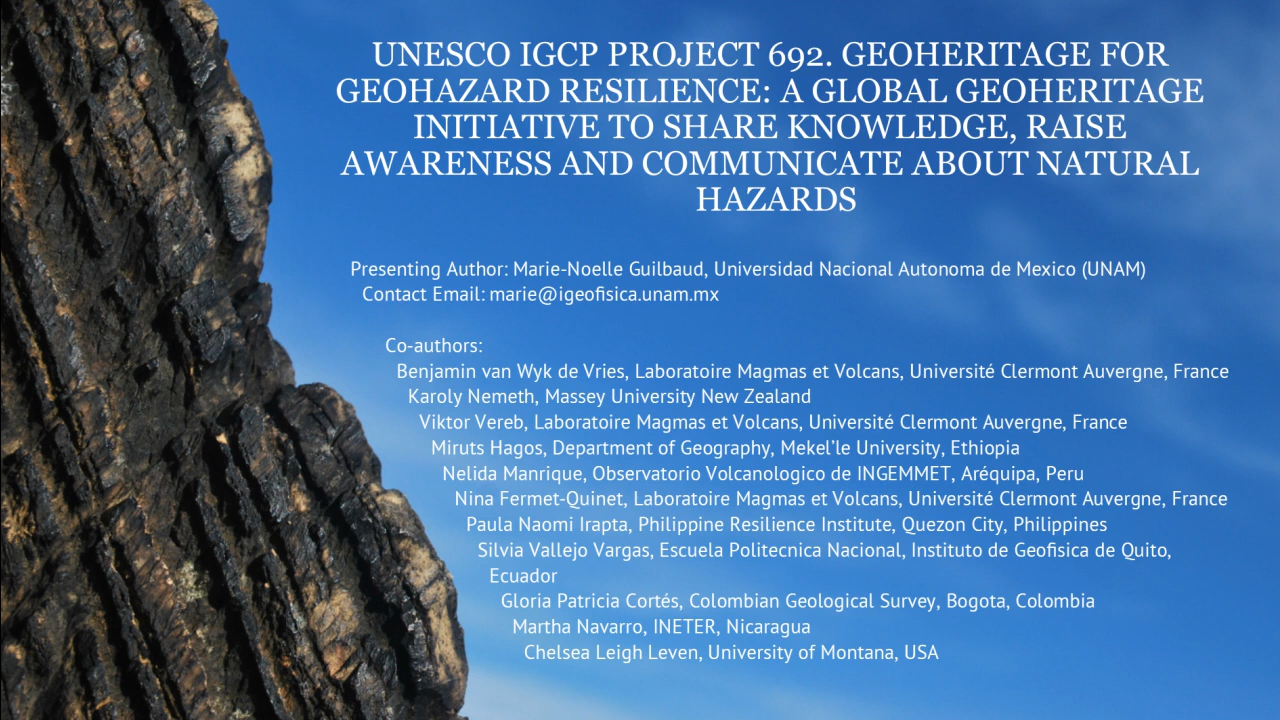 UNESCO IGCP PROJECT 692. GEOHERITAGE FOR
GEOHAZARD RESILIENCE: A GLOBAL GEOHERITAGE
INITIATIVE TO SHARE KNOWLEDGE, RAISE
AWARENESS AND COMMUNICATE ABOUT NATURAL
HAZARDS
Presenting Author: Marie-Noelle Guilbaud, Universidad Nacional Autonoma de Mexico (UNAM)
Contact Email: marie@igeofisica.unam.mx
Co-authors:
Benjamin van Wyk de Vries, Laboratoire Magmas et Volcans, Université Clermont Auvergne, France
Karoly Nemeth, Massey University New Zealand
Viktor Vereb, Laboratoire Magmas et Volcans, Université Clermont Auvergne, France
Miruts Hagos, Department of Geography, Mekel’le University, Ethiopia
Nelida Manrique, Observatorio Volcanologico de INGEMMET, Aréquipa, Peru
Nina Fermet-Quinet, Laboratoire Magmas et Volcans, Université Clermont Auvergne, France
Paula Naomi Irapta, Philippine Resilience Institute, Quezon City, Philippines
Silvia Vallejo Vargas, Escuela Politecnica Nacional, Instituto de Geofisica de Quito,
Ecuador
Gloria Patricia Cortés, Colombian Geological Survey, Bogota, Colombia
Martha Navarro, INETER, Nicaragua
Chelsea Leigh Leven, University of Montana, USA